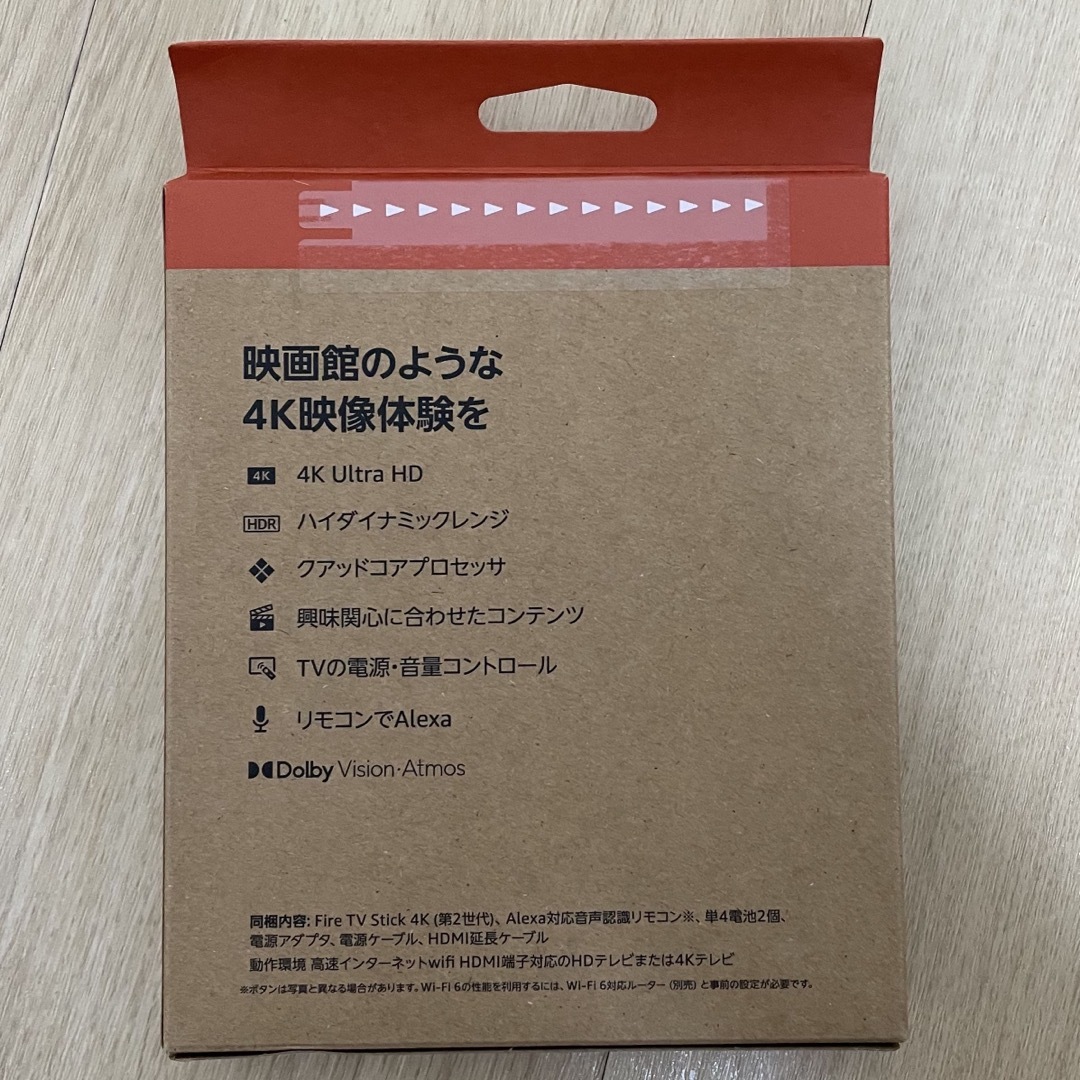 映画館のような
4K映像体験を
4K 4K Ultra HD
HDR ハイダイナミックレンジ
クアッドコアプロセッサ
興味関心に合わせたコンテンツ
TVの電源・音量コントロール
リモコンでAlexa
Dolby Vision·Atmos
同梱内容: Fire TV Stick 4K (第2世代)、Alexa対応音声認識リモコン※、単4電池2個、
電源アダプタ、電源ケーブル、HDMI延長ケーブル
動作環境 高速インターネットwifi HDMI端子対応のHDテレビまたは4Kテレビ
※ボタンは写真と異なる場合があります。Wi-Fi 6の性能を利用するには、Wi-Fi 6対応ルーター (別売) と事前の設定が必要です。